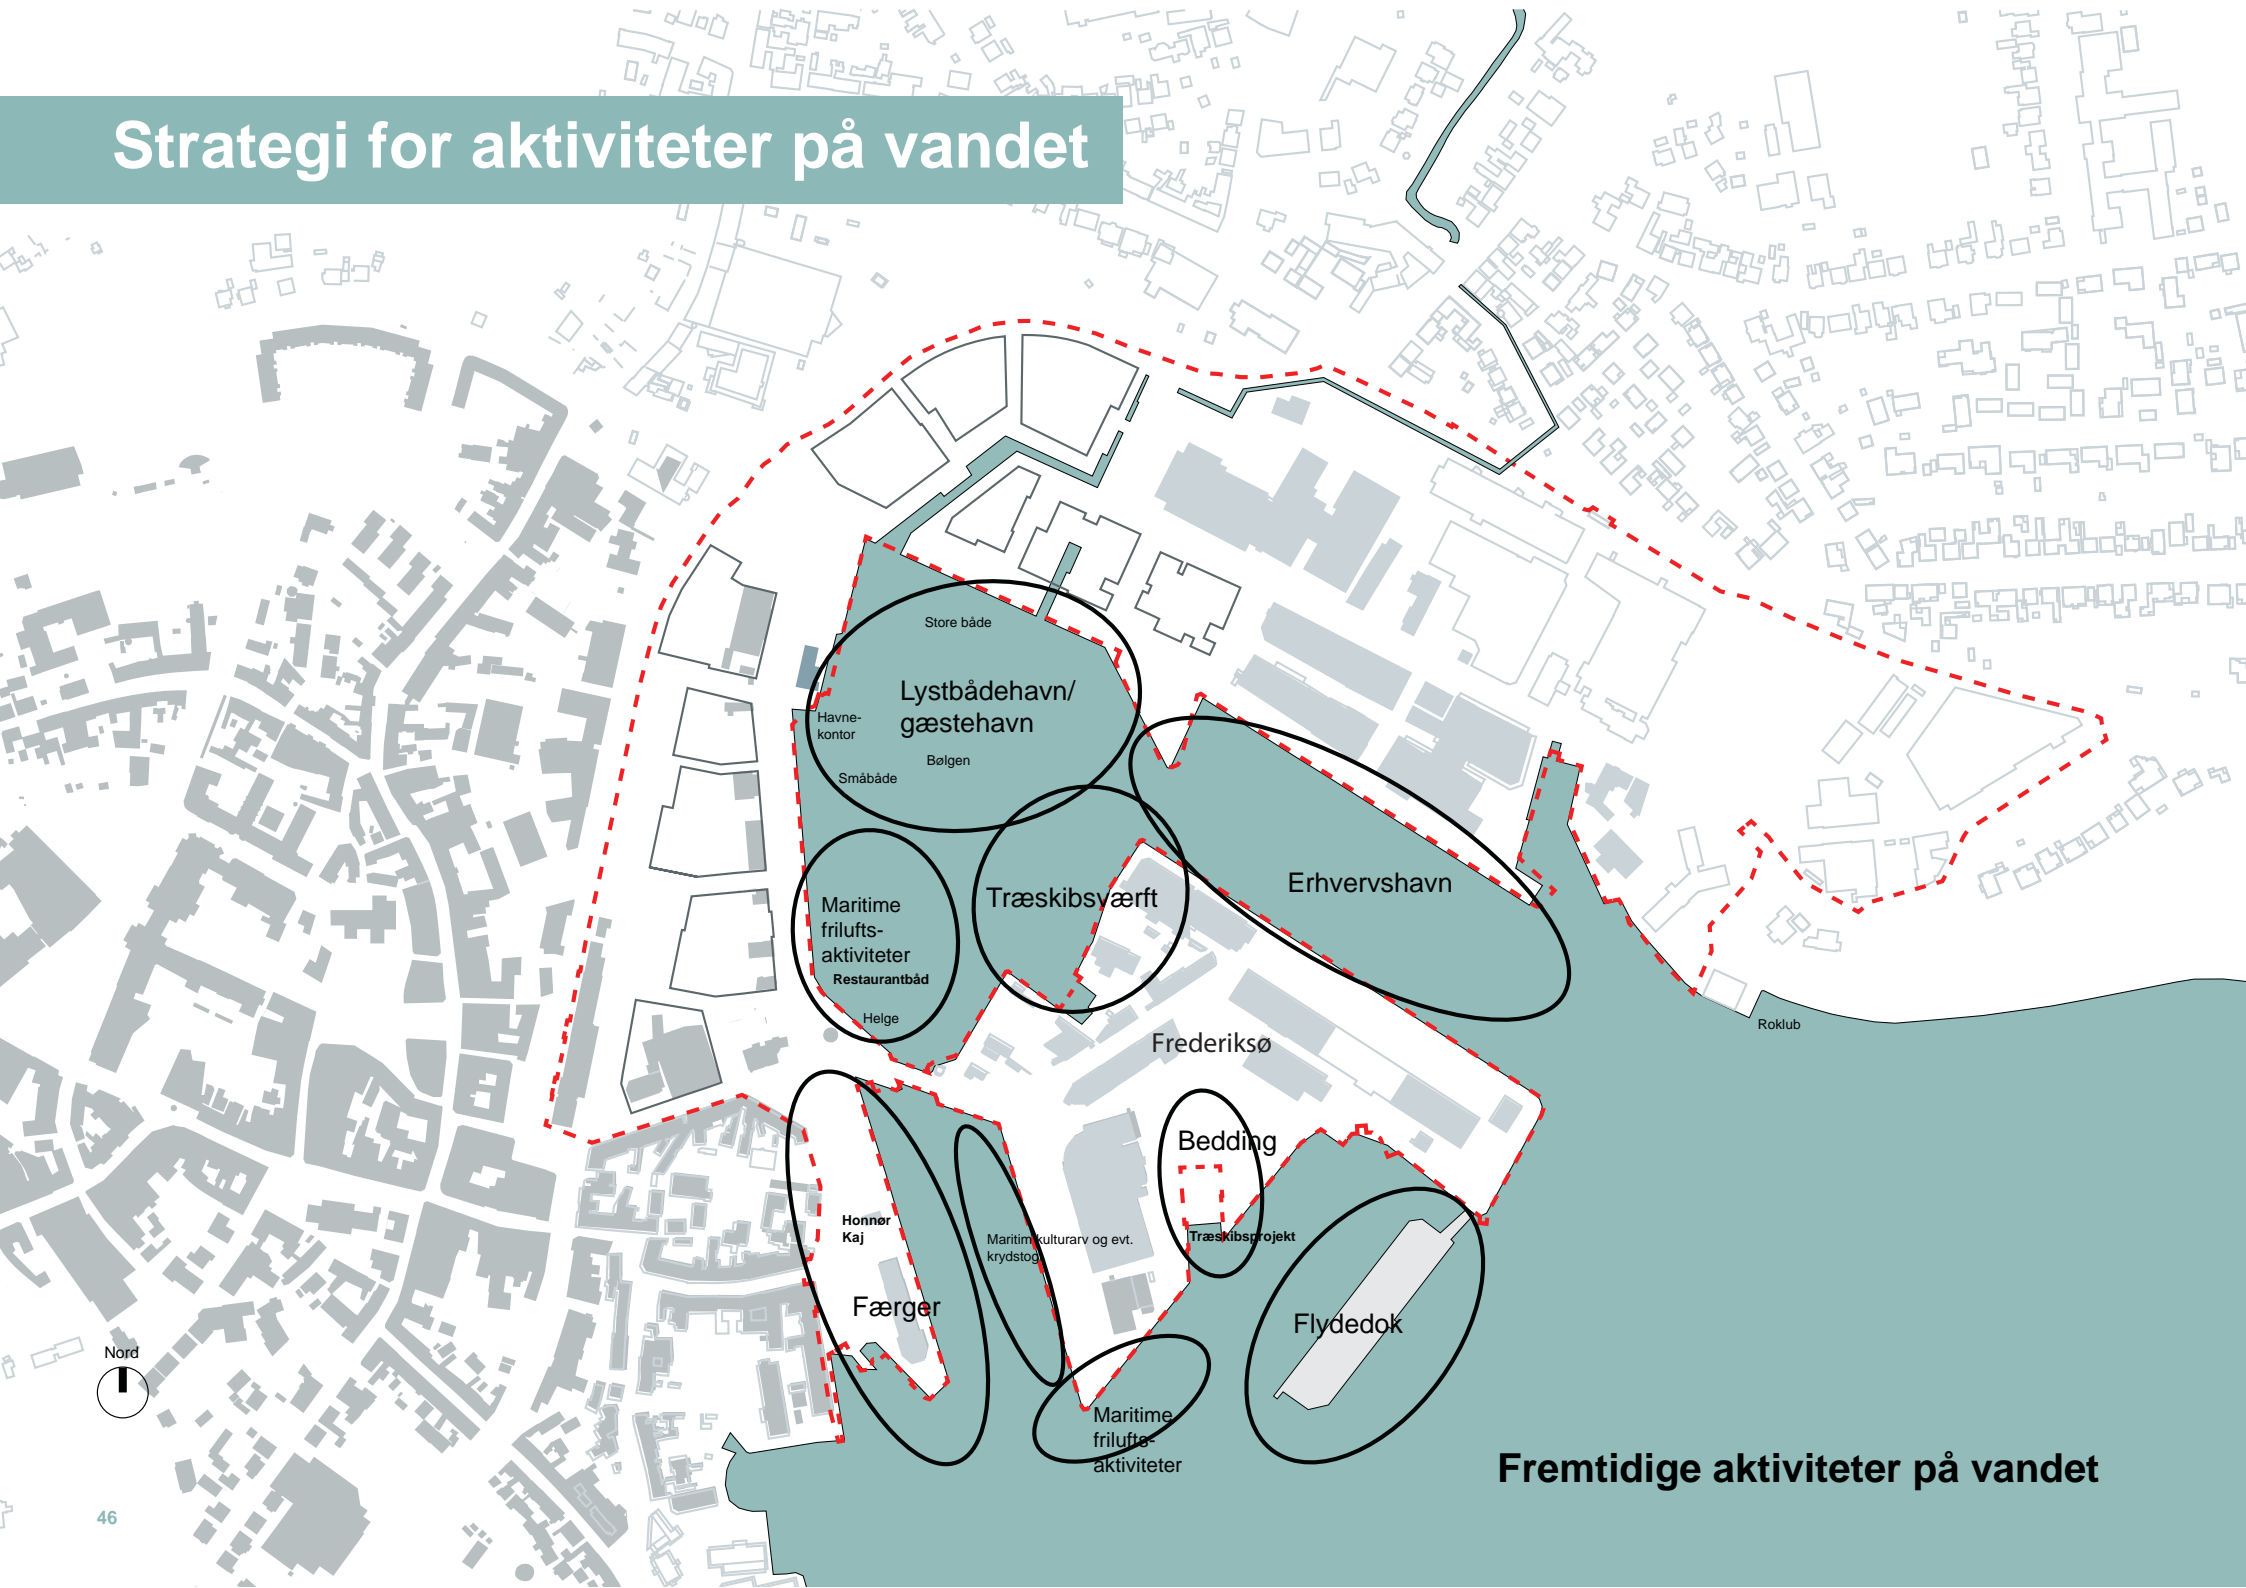 Strategi for aktiviteter på vandet
Store både
Lystbådehavn/
gæstehavn
Havne-
kontor
Bølgen
Småbåde
Træskibsværft
Erhvervshavn
Maritime
frilufts-
aktiviteter
Restaurantbåd
Helge
Roklub
Frederiksø
Bedding
Honnør
Kaj
Maritim kulturarv og evt.
krydstogt
Træskibsprojekt
Færger
Flydedok
Nord
Maritime
frilufts-
aktiviteter
Fremtidige aktiviteter på vandet
46